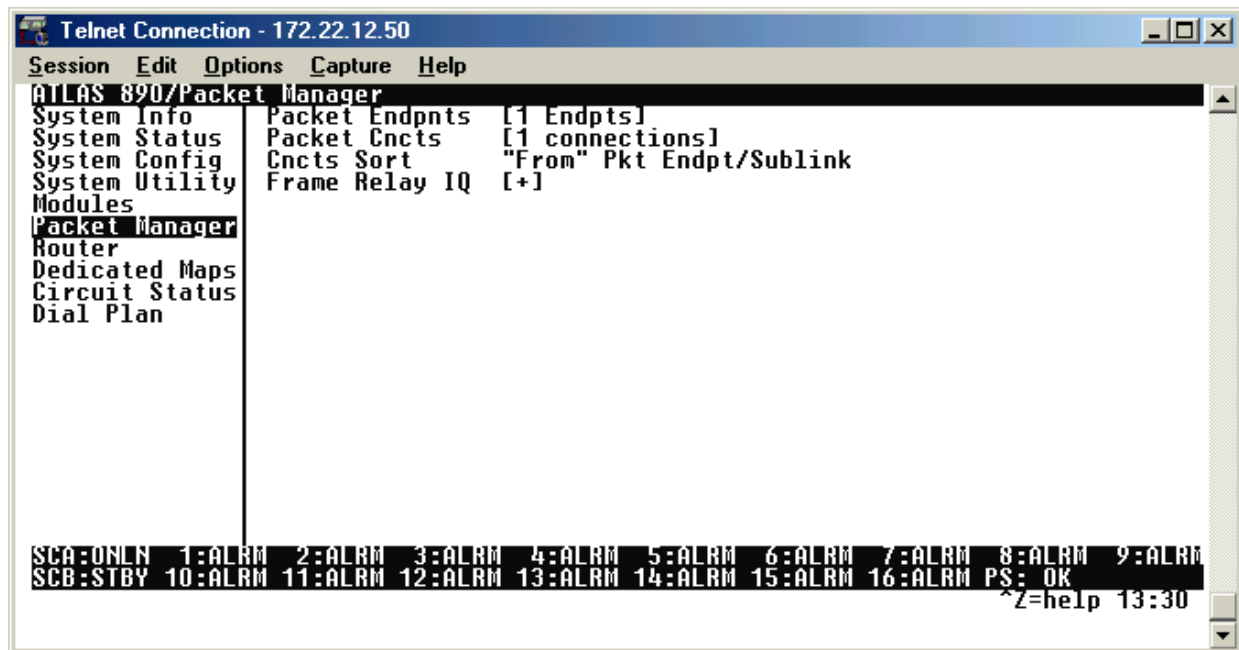 Telnet Connection - 172.22.12.50
Session Edit Options Capture Help
ATLAS 890/Packet Manager
System Info Packet Endpnts [1 Endpts]
System Status Packet Cncts [1 connections]
System Config Cncts Sort "From" Pkt Endpt/Sublink
System Utility Frame Relay IQ [+]
Modules
Packet Manager
Router
Dedicated Maps
Circuit Status
Dial Plan
SCA:ONLN 1:ALRM 2:ALRM 3:ALRM 4:ALRM 5:ALRM 6:ALRM 7:ALRM 8:ALRM 9:ALRM
SCB:STBY 10:ALRM 11:ALRM 12:ALRM 13:ALRM 14:ALRM 15:ALRM 16:ALRM PS: OK
^Z=help 13:30